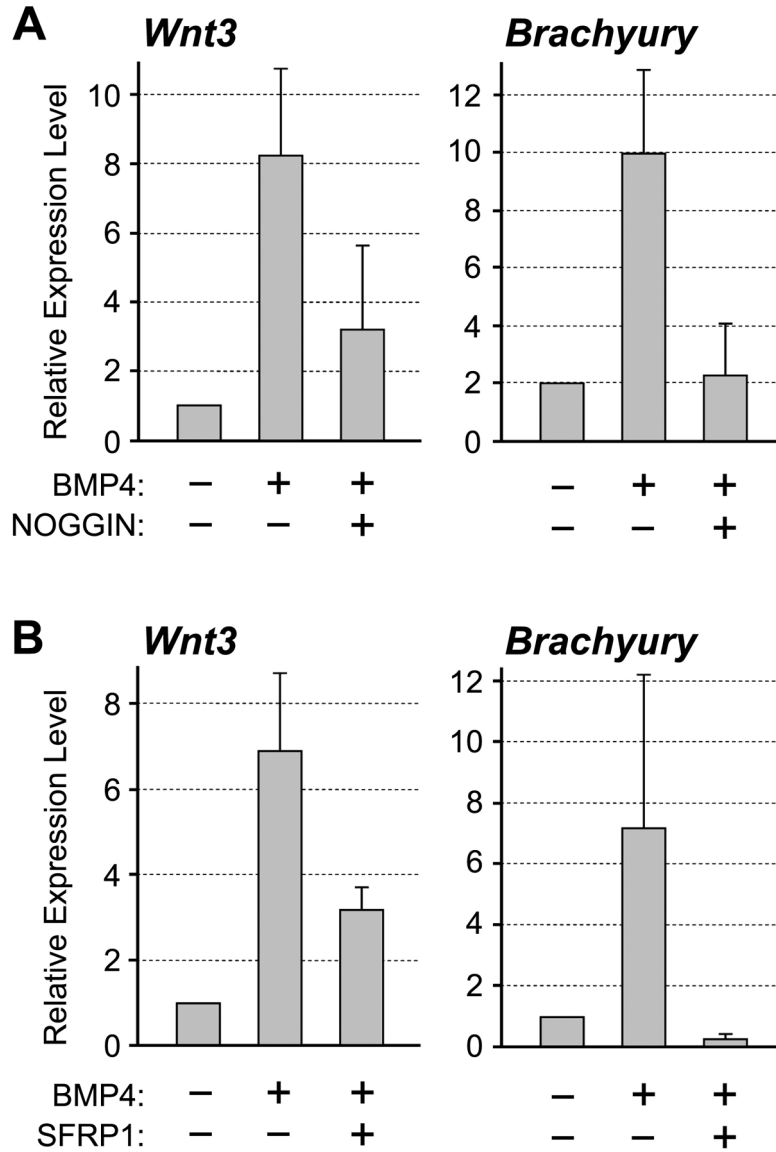 A
Wnt3
Brachyury
Relative Expression Level
10
8
6
4
2
0
12
10
8
6
4
2
0
BMP4: − + + − + +
NOGGIN: − − + − − +
B
Wnt3
Brachyury
Relative Expression Level
8
6
4
2
0
12
10
8
6
4
2
0
BMP4: − + + − + +
SFRP1: − − + − − +